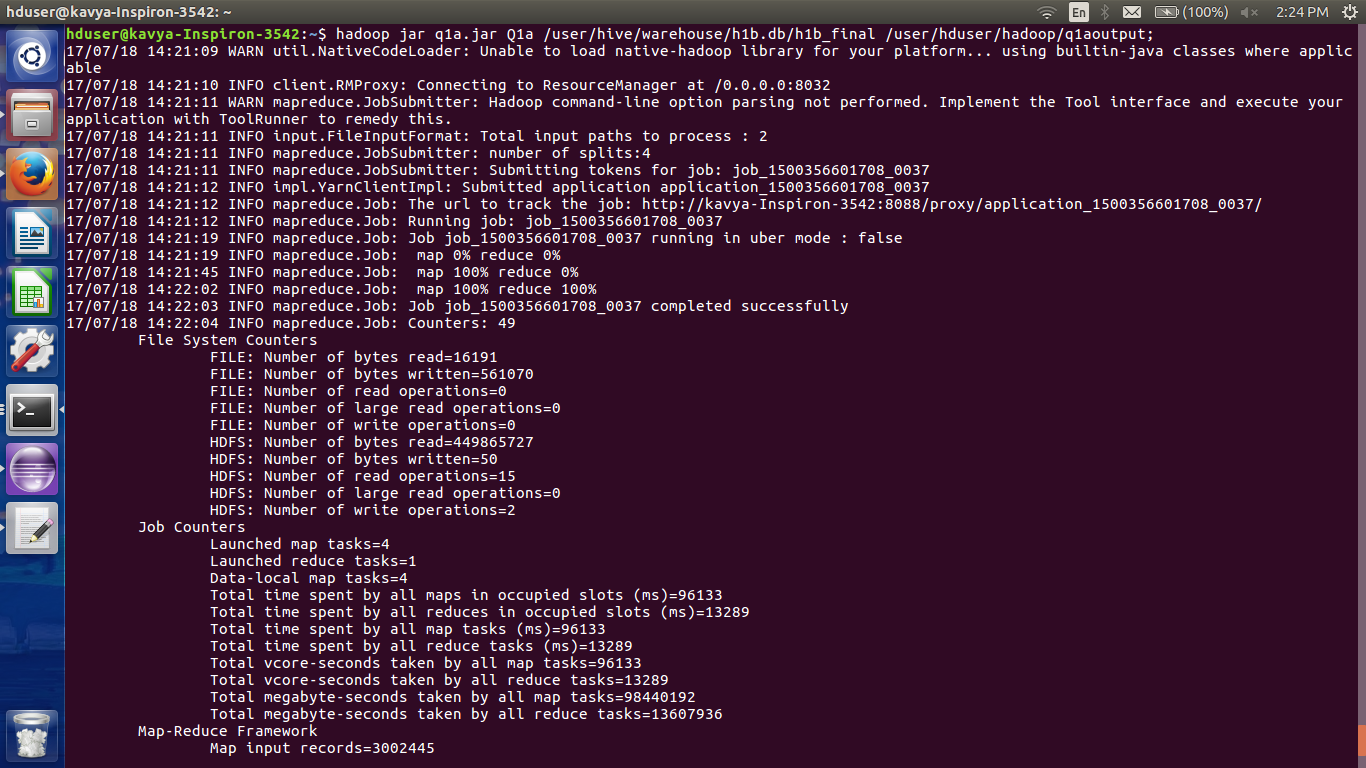 hduser@kavya-Inspiron-3542: ~
En
(100%)
2:24 PM
hduser@kavya-Inspiron-3542:~$ hadoop jar q1a.jar Q1a /user/hive/warehouse/h1b.db/h1b_final /user/hduser/hadoop/q1aoutput;
17/07/18 14:21:09 WARN util.NativeCodeLoader: Unable to load native-hadoop library for your platform... using builtin-java classes where applic
able
17/07/18 14:21:10 INFO client.RMProxy: Connecting to ResourceManager at /0.0.0.0:8032
17/07/18 14:21:11 WARN mapreduce.JobSubmitter: Hadoop command-line option parsing not performed. Implement the Tool interface and execute your
application with ToolRunner to remedy this.
17/07/18 14:21:11 INFO input.FileInputFormat: Total input paths to process : 2
17/07/18 14:21:11 INFO mapreduce.JobSubmitter: number of splits:4
17/07/18 14:21:11 INFO mapreduce.JobSubmitter: Submitting tokens for job: job_1500356601708_0037
17/07/18 14:21:12 INFO impl.YarnClientImpl: Submitted application application_1500356601708_0037
17/07/18 14:21:12 INFO mapreduce.Job: The url to track the job: http://kavya-Inspiron-3542:8088/proxy/application_1500356601708_0037/
17/07/18 14:21:12 INFO mapreduce.Job: Running job: job_1500356601708_0037
17/07/18 14:21:19 INFO mapreduce.Job: Job job_1500356601708_0037 running in uber mode : false
17/07/18 14:21:19 INFO mapreduce.Job:  map 0% reduce 0%
17/07/18 14:21:45 INFO mapreduce.Job:  map 100% reduce 0%
17/07/18 14:22:02 INFO mapreduce.Job:  map 100% reduce 100%
17/07/18 14:22:03 INFO mapreduce.Job: Job job_1500356601708_0037 completed successfully
17/07/18 14:22:04 INFO mapreduce.Job: Counters: 49
File System Counters
FILE: Number of bytes read=16191
FILE: Number of bytes written=561070
FILE: Number of read operations=0
FILE: Number of large read operations=0
FILE: Number of write operations=0
HDFS: Number of bytes read=449865727
HDFS: Number of bytes written=50
HDFS: Number of read operations=15
HDFS: Number of large read operations=0
HDFS: Number of write operations=2
Job Counters
Launched map tasks=4
Launched reduce tasks=1
Data-local map tasks=4
Total time spent by all maps in occupied slots (ms)=96133
Total time spent by all reduces in occupied slots (ms)=13289
Total time spent by all map tasks (ms)=96133
Total time spent by all reduce tasks (ms)=13289
Total vcore-seconds taken by all map tasks=96133
Total vcore-seconds taken by all reduce tasks=13289
Total megabyte-seconds taken by all map tasks=98440192
Total megabyte-seconds taken by all reduce tasks=13607936
Map-Reduce Framework
Map input records=3002445